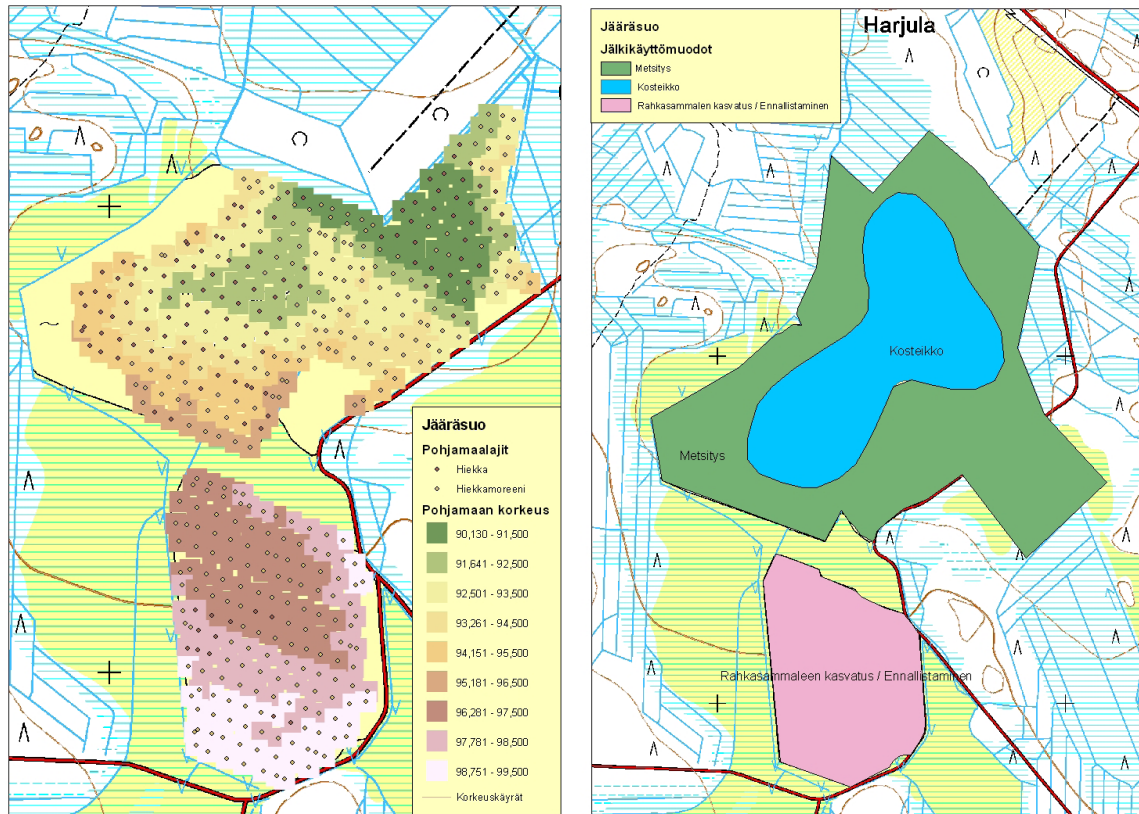 Jääräsuo
Pohjamaalajit
Hiekka
Hiekkamoreeni
Pohjamaan korkeus
90,130 - 91,500
91,641 - 92,500
92,501 - 93,500
93,261 - 94,500
94,151 - 95,500
95,181 - 96,500
96,281 - 97,500
97,781 - 98,500
98,751 - 99,500
Korkeuskäyrät
Jääräsuo
Jälkikäyttömuodot
Metsitys
Kosteikko
Rahkasammalen kasvatus / Ennallistaminen
Harjula
Kosteikko
Metsitys
Rahkasammaleen kasvatus / Ennallistaminen